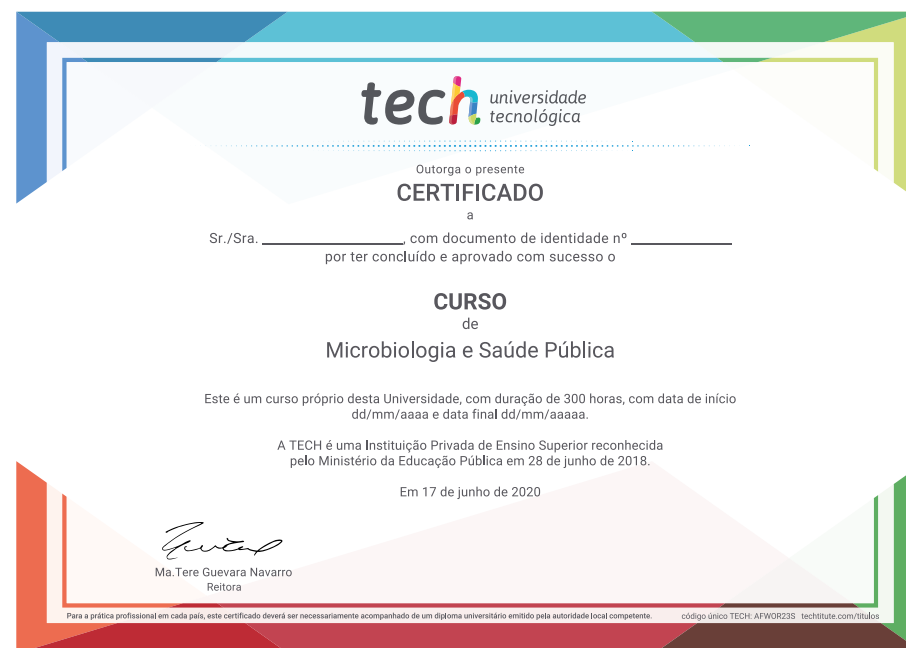 tech universidade
tecnológica
Outorga o presente
CERTIFICADO
a
Sr./Sra. ________________, com documento de identidade nº ____________
por ter concluído e aprovado com sucesso o
CURSO
de
Microbiologia e Saúde Pública
Este é um curso próprio desta Universidade, com duração de 300 horas, com data de início
dd/mm/aaaa e data final dd/mm/aaaaa.
A TECH é uma Instituição Privada de Ensino Superior reconhecida
pelo Ministério da Educação Pública em 28 de junho de 2018.
Em 17 de junho de 2020
Ma.Tere Guevara Navarro
Reitora
Para a prática profissional em cada país, este certificado deverá ser necessariamente acompanhado de um diploma universitário emitido pela autoridade local competente. código único TECH: AFWOR23S techtitute.com/titulos